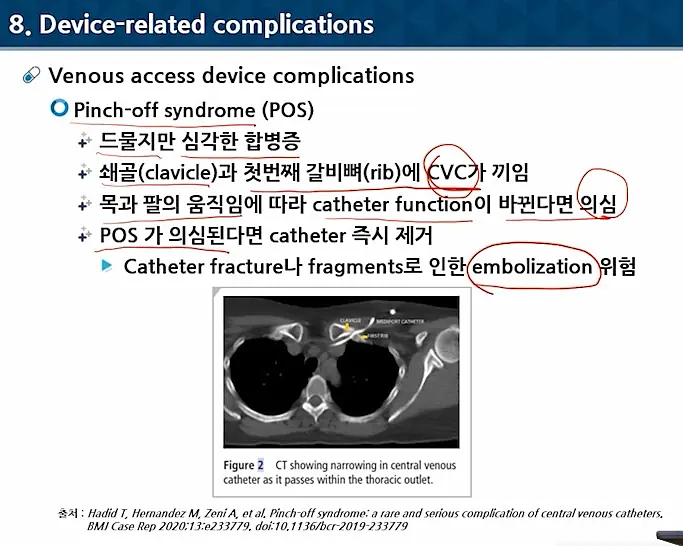 8. Device-related complications
Venous access device complications
Pinch-off syndrome (POS)
드물지만 심각한 합병증
쇄골(clavicle)과 첫번째 갈비뼈(rib)에 CVC가 끼임
목과 팔의 움직임에 따라 catheter function이 바뀐다면 의심
POS 가 의심된다면 catheter 즉시 제거
Catheter fracture나 fragments로 인한 embolization 위험
CLAVICLE
MEDIPORT CATHETER
FIRST RIB
Figure 2 CT showing narrowing in central venous
catheter as it passes within the thoracic outlet.
출처 : Hadid T, Hernandez M, Zeni A, et al. Pinch-off syndrome: a rare and serious complication of central venous catheters.
BMJ Case Rep 2020;13:e233779. doi:10.1136/bcr-2019-233779